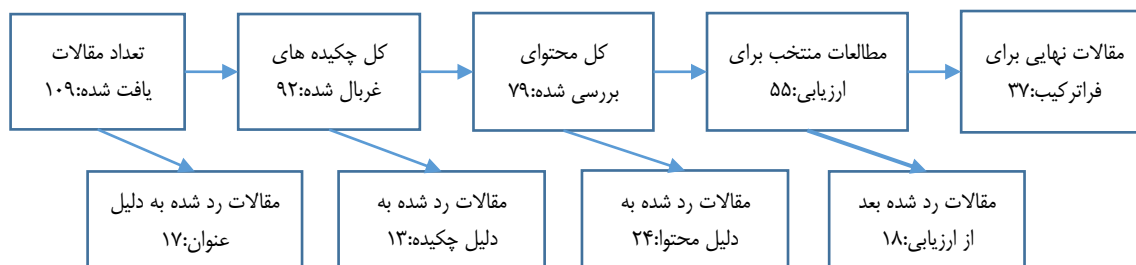 تعداد مقالات
یافت شده:۱۰۹
کل چکیده های
غربال شده:۹۲
کل محتوای
بررسی شده:۷۹
مطالعات منتخب برای
ارزیابی:۵۵
مقالات نهایی برای
فراترکیب:۳۷
مقالات رد شده به دلیل
عنوان:۱۷
مقالات رد شده به
دلیل چکیده:۱۳
مقالات رد شده به
دلیل محتوا:۲۴
مقالات رد شده بعد
از ارزیابی:۱۸